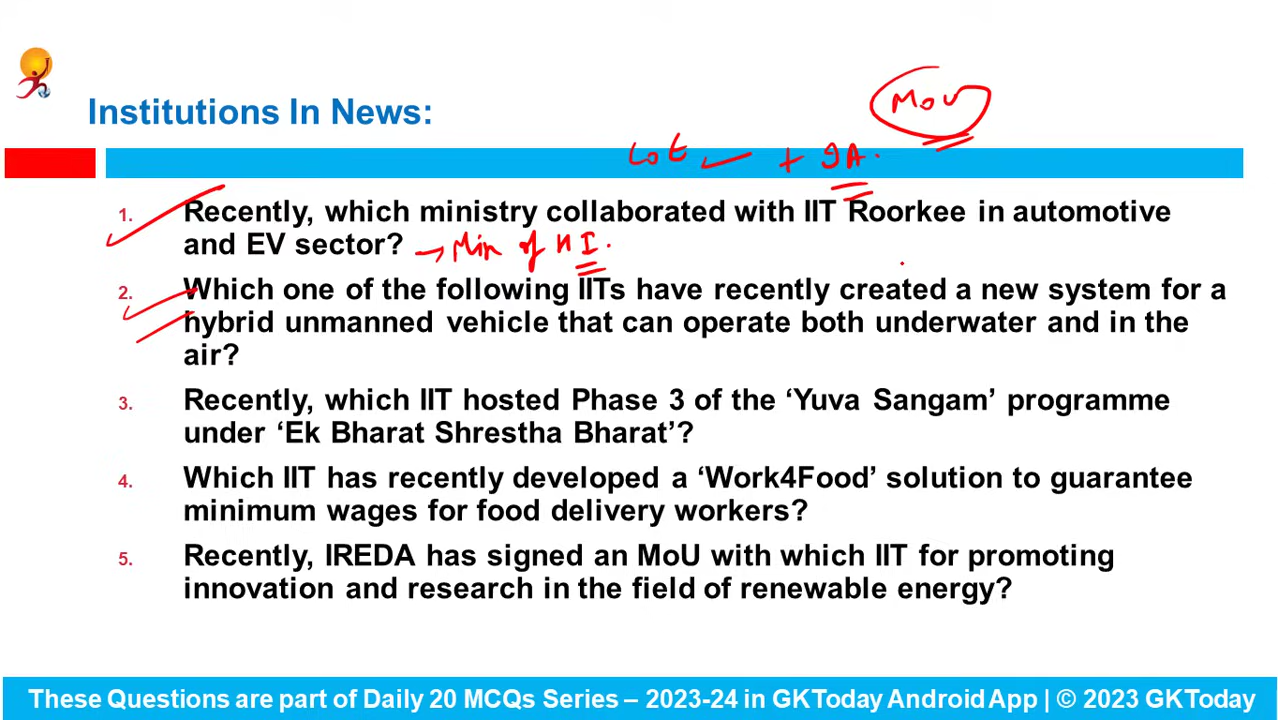 Institutions In News:
MoU
CoE + IA.
1. Recently, which ministry collaborated with IIT Roorkee in automotive
and EV sector? → Min of HI.
2. Which one of the following IITs have recently created a new system for a
hybrid unmanned vehicle that can operate both underwater and in the
air?
3. Recently, which IIT hosted Phase 3 of the ‘Yuva Sangam’ programme
under ‘Ek Bharat Shrestha Bharat’?
4. Which IIT has recently developed a ‘Work4Food’ solution to guarantee
minimum wages for food delivery workers?
5. Recently, IREDA has signed an MoU with which IIT for promoting
innovation and research in the field of renewable energy?
These Questions are part of Daily 20 MCQs Series – 2023-24 in GKToday Android App | © 2023 GKToday